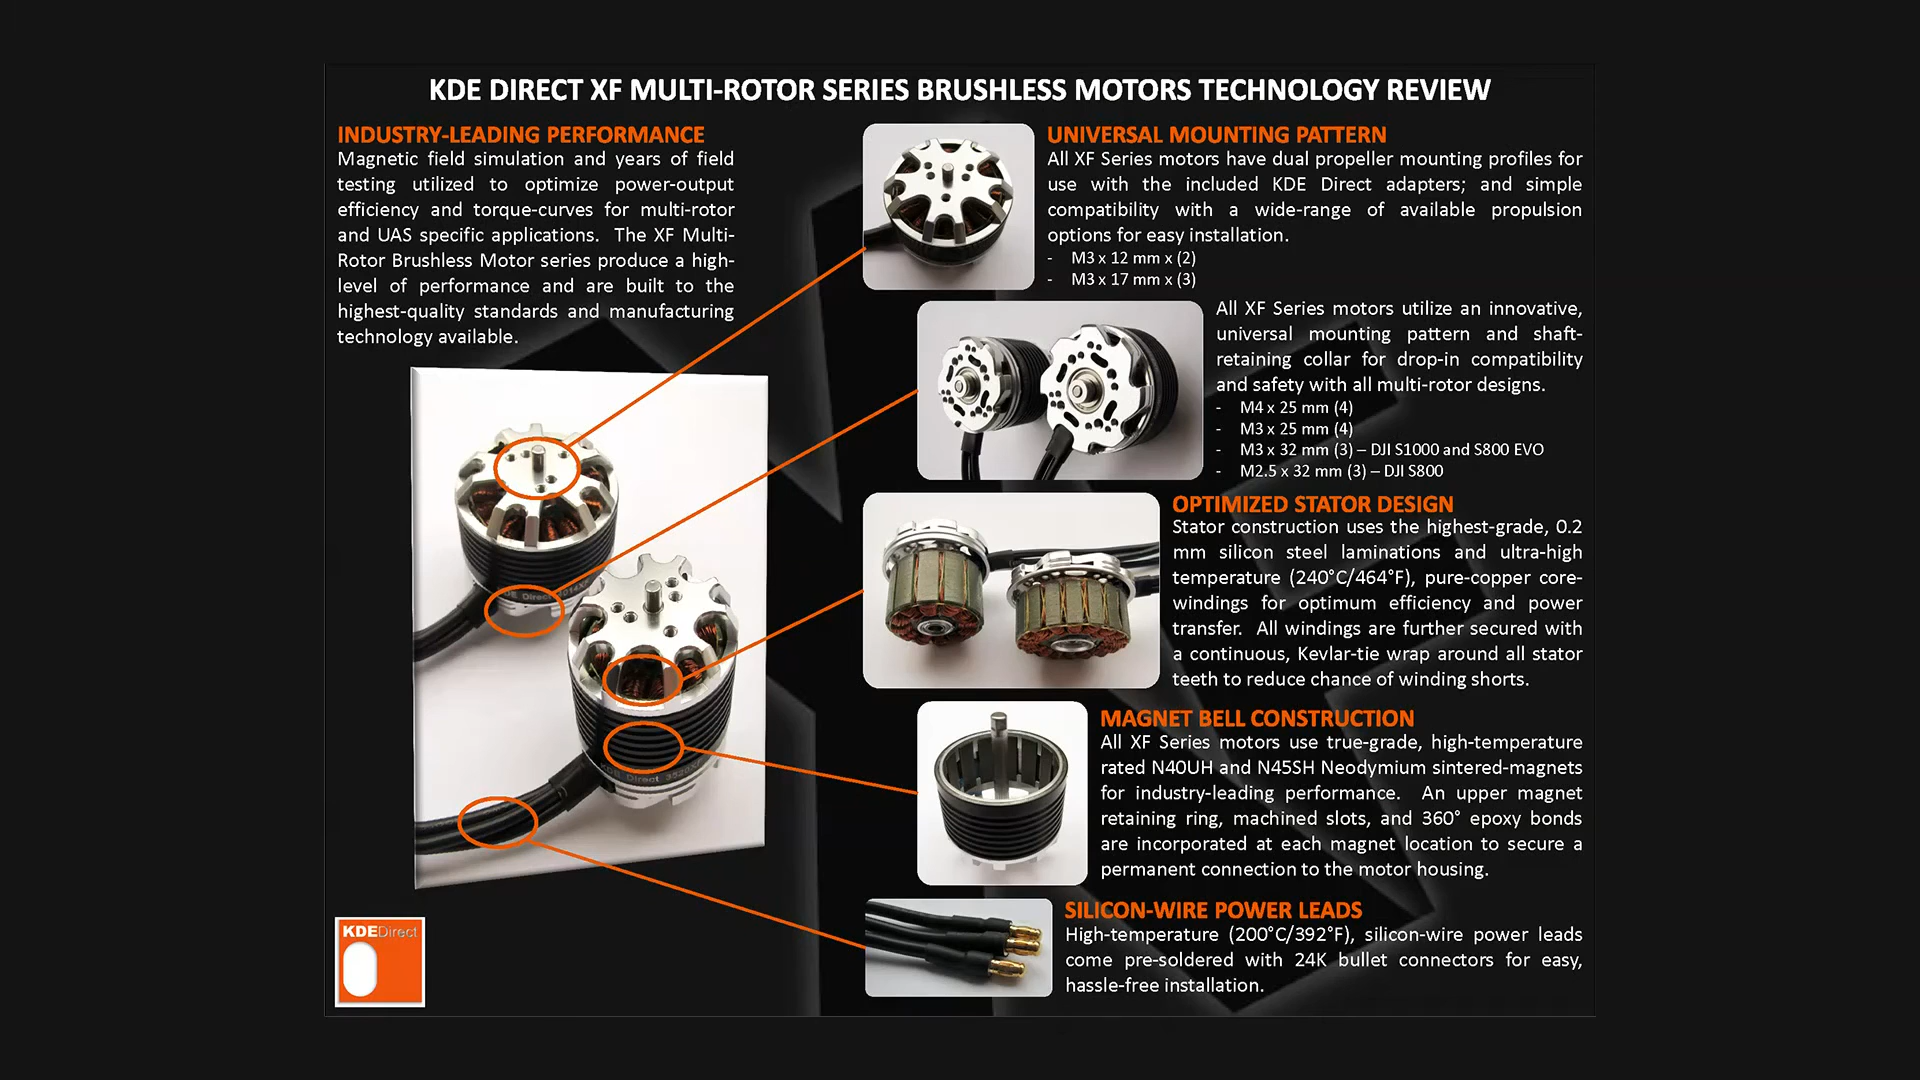 KDE DIRECT XF MULTI-ROTOR SERIES BRUSHLESS MOTORS TECHNOLOGY REVIEW
INDUSTRY-LEADING PERFORMANCE
Magnetic field simulation and years of field
testing utilized to optimize power-output
efficiency and torque-curves for multi-rotor
and UAS specific applications. The XF Multi-
Rotor Brushless Motor series produce a high-
level of performance and are built to the
highest-quality standards and manufacturing
technology available.
UNIVERSAL MOUNTING PATTERN
All XF Series motors have dual propeller mounting profiles for
use with the included KDE Direct adapters; and simple
compatibility with a wide-range of available propulsion
options for easy installation.
- M3 x 12 mm x (2)
- M3 x 17 mm x (3)
All XF Series motors utilize an innovative,
universal mounting pattern and shaft-
retaining collar for drop-in compatibility
and safety with all multi-rotor designs.
- M4 x 25 mm (4)
- M3 x 25 mm (4)
- M3 x 32 mm (3) – DJI S1000 and S800 EVO
- M2.5 x 32 mm (3) – DJI S800
OPTIMIZED STATOR DESIGN
Stator construction uses the highest-grade, 0.2
mm silicon steel laminations and ultra-high
temperature (240°C/464°F), pure-copper core-
windings for optimum efficiency and power
transfer. All windings are further secured with
a continuous, Kevlar-tie wrap around all stator
teeth to reduce chance of winding shorts.
MAGNET BELL CONSTRUCTION
All XF Series motors use true-grade, high-temperature
rated N40UH and N45SH Neodymium sintered-magnets
for industry-leading performance. An upper magnet
retaining ring, machined slots, and 360° epoxy bonds
are incorporated at each magnet location to secure a
permanent connection to the motor housing.
SILICON-WIRE POWER LEADS
High-temperature (200°C/392°F), silicon-wire power leads
come pre-soldered with 24K bullet connectors for easy,
hassle-free installation.
KDE Direct
KDE Direct
KDEDirect